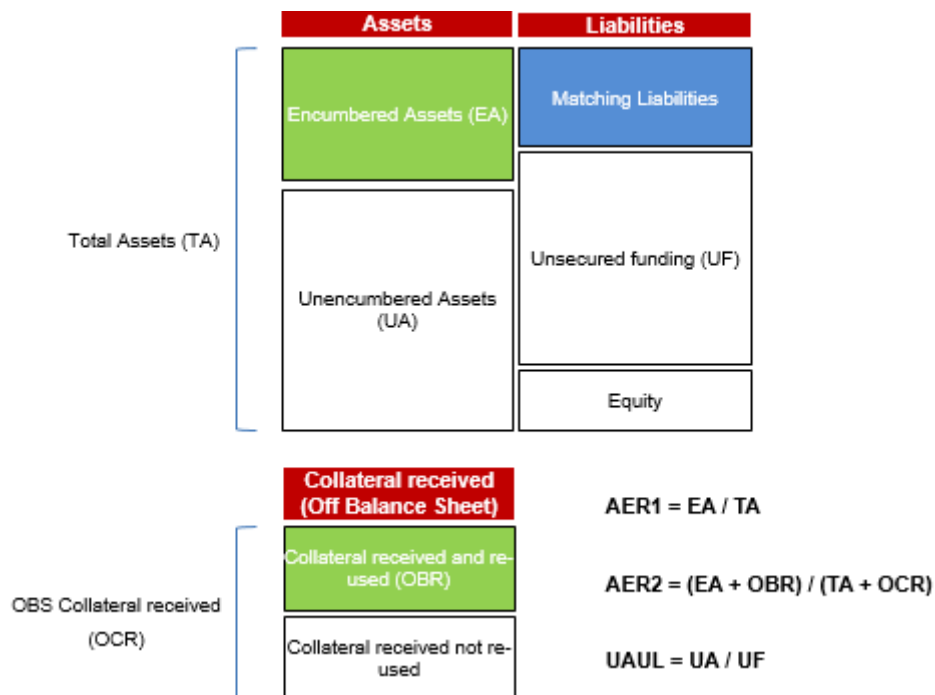 Assets
Liabilities
Encumbered Assets (EA)
Matching Liabilities
Total Assets (TA)
Unencumbered Assets
(UA)
Unsecured funding (UF)
Equity
Collateral received
(Off Balance Sheet)
AER1 = EA / TA
Collateral received and re-
used (OBR)
AER2 = (EA + OBR) / (TA + OCR)
OBS Collateral received
(OCR)
Collateral received not re-
used
UAUL = UA / UF